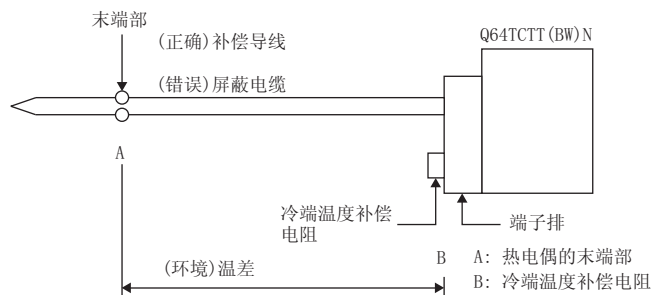 末端部
(正确)补偿导线
Q64TCTT(BW)N
(错误)屏蔽电缆
A
冷端温度补偿
电阻
端子排
B
A: 热电偶的末端部
(环境)温差
B: 冷端温度补偿电阻